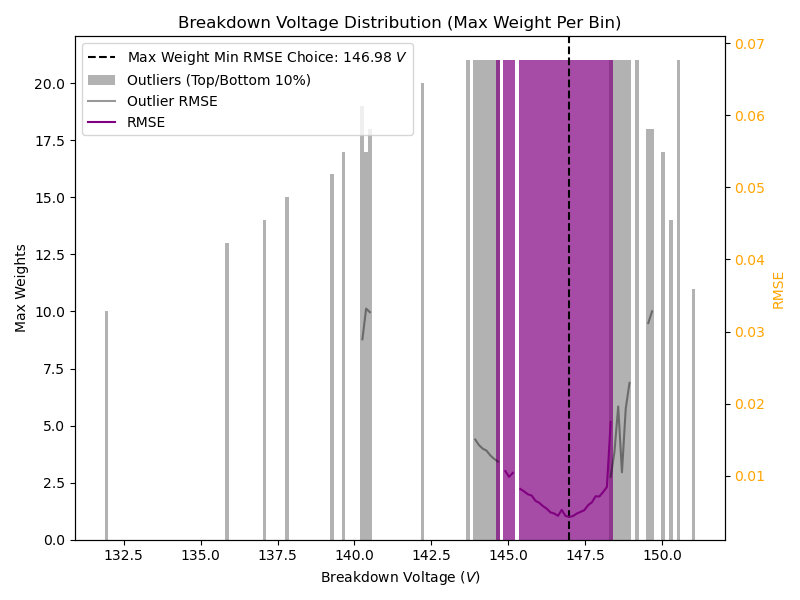 Breakdown Voltage Distribution (Max Weight Per Bin)
Max Weight Min RMSE Choice: 146.98 V
Outliers (Top/Bottom 10%)
Outlier RMSE
RMSE
Max Weights
20.0
17.5
15.0
12.5
10.0
7.5
5.0
2.5
0.0
132.5 135.0 137.5 140.0 142.5 145.0 147.5 150.0
Breakdown Voltage (V)
0.07
0.06
0.05
0.04
0.03
0.02
0.01
RMSE